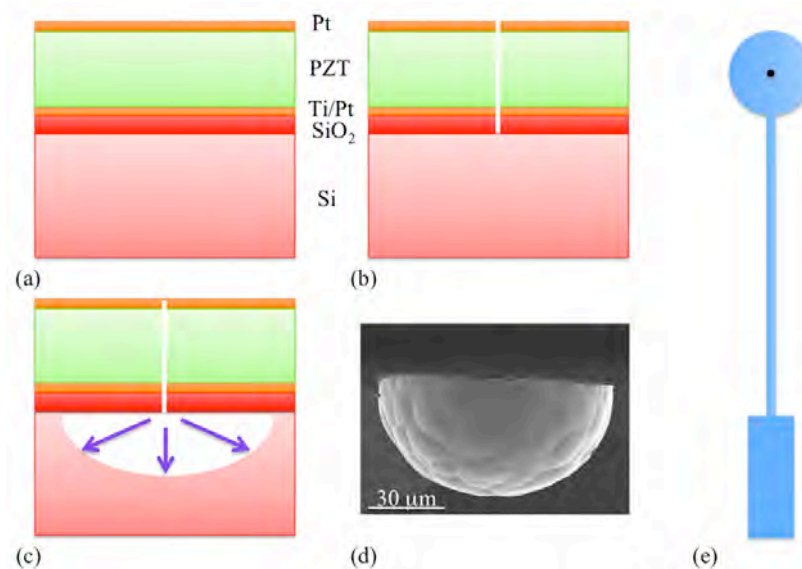 Pt
PZT
Ti/Pt
SiO₂
Si
(a)
(b)
(c)
30 μm
(d)
(e)